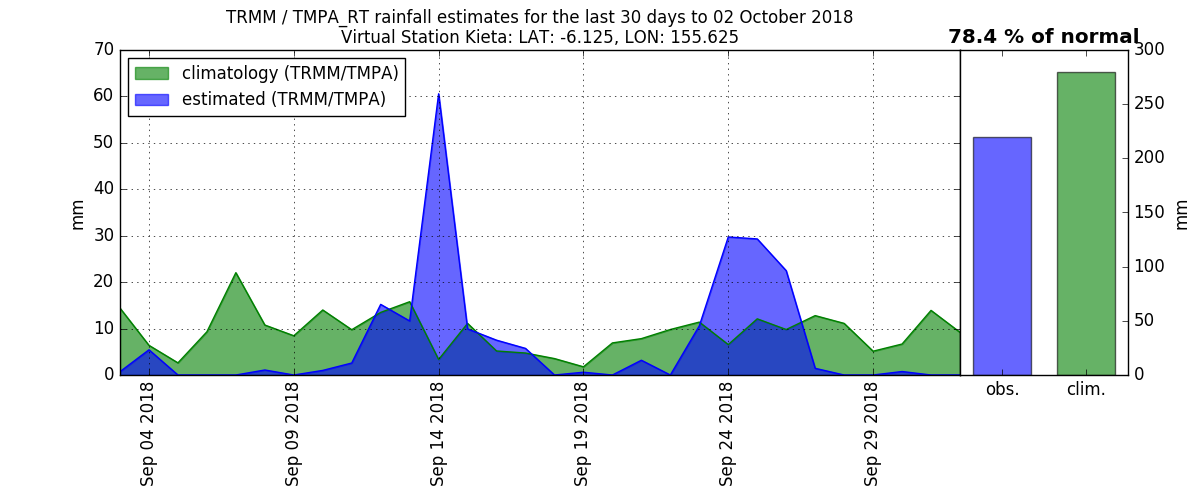 TRMM / TMPA_RT rainfall estimates for the last 30 days to 02 October 2018
Virtual Station Kieta: LAT: -6.125, LON: 155.625
78.4 % of normal
climatology (TRMM/TMPA)
estimated (TRMM/TMPA)
70
60
50
40
30
20
10
0
mm
Sep 04 2018
Sep 09 2018
Sep 14 2018
Sep 19 2018
Sep 24 2018
Sep 29 2018
300
250
200
150
100
50
0
mm
obs.
clim.